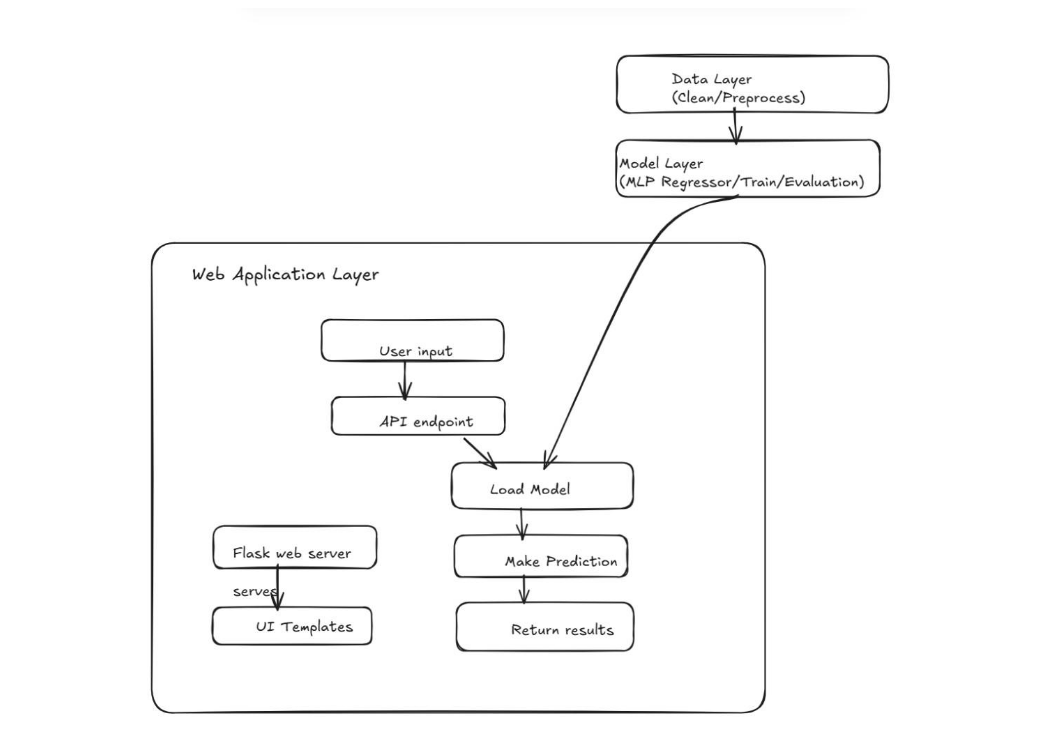 Data Layer
(Clean/Preprocess)
Model Layer
(MLP Regressor/Train/Evaluation)
Web Application Layer
User input
API endpoint
Load Model
Flask web server
Make Prediction
serves
UI Templates
Return results